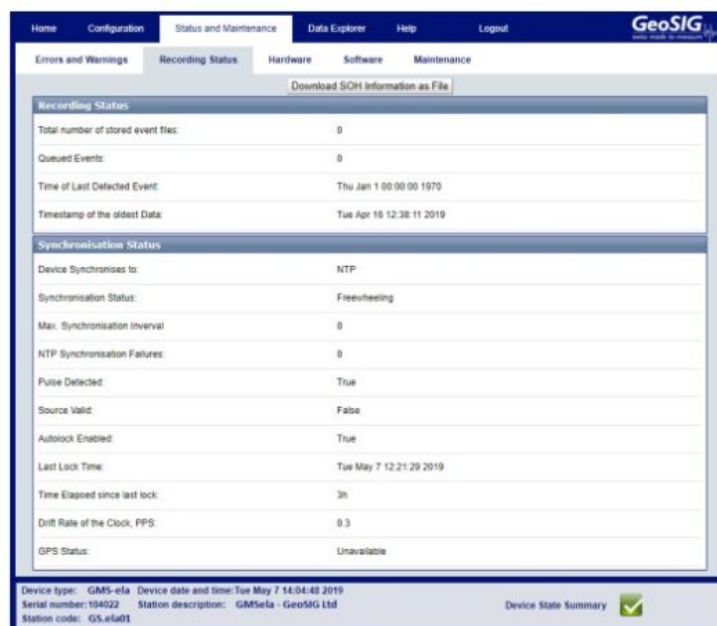 Home Configuration Status and Maintenance Data Explorer Help Logout GeoSIG
swiss made to measure
Errors and Warnings Recording Status Hardware Software Maintenance
Download SOH Information as File
Recording Status
Total number of stored event files: 0
Queued Events: 0
Time of Last Detected Event: Thu Jan 1 00:00:00 1970
Timestamp of the oldest Data: Tue Apr 16 12:38:11 2019
Synchronisation Status
Device Synchronises to: NTP
Synchronisation Status: Freewheeling
Max. Synchronisation Inverval 0
NTP Synchronisation Failures: 0
Pulse Detected: True
Source Valid: False
Autolock Enabled: True
Last Lock Time: Tue May 7 12:21:29 2019
Time Elapsed since last lock: 3h
Drift Rate of the Clock, PPS: 0.3
GPS Status: Unavailable
Device type: GMS-ela Device date and time: Tue May 7 14:04:48 2019
Serial number: 104022 Station description: GMSela - GeoSIG Ltd Device State Summary
Station code: GS.ela01